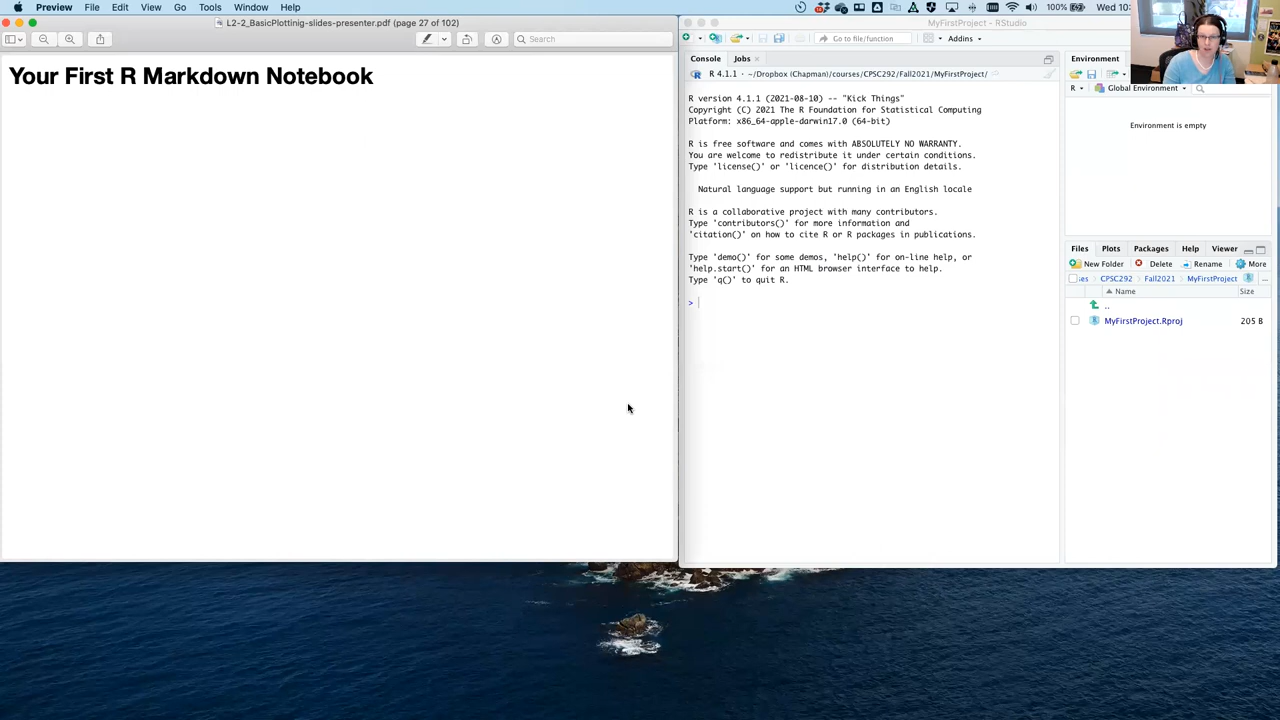 Preview File Edit View Go Tools Window Help
100% Wed 10:
L2-2_BasicPlottinig-slides-presenter.pdf (page 27 of 102)
Search
Your First R Markdown Notebook
MyFirstProject - RStudio
Go to file/function
Addins
Console Jobs
R 4.1.1 · ~/Dropbox (Chapman)/courses/CPSC292/Fall2021/MyFirstProject/
R version 4.1.1 (2021-08-10) -- "Kick Things"
Copyright (C) 2021 The R Foundation for Statistical Computing
Platform: x86_64-apple-darwin17.0 (64-bit)
R is free software and comes with ABSOLUTELY NO WARRANTY.
You are welcome to redistribute it under certain conditions.
Type 'license()' or 'licence()' for distribution details.
Natural language support but running in an English locale
R is a collaborative project with many contributors.
Type 'contributors()' for more information and
'citation()' on how to cite R or R packages in publications.
Type 'demo()' for some demos, 'help()' for on-line help, or
'help.start()' for an HTML browser interface to help.
Type 'q()' to quit R.
>
Environment
R Global Environment
Environment is empty
Files Plots Packages Help Viewer
New Folder Delete Rename More
ses CPSC292 Fall2021 MyFirstProject ...
Name Size
..
MyFirstProject.Rproj 205 B